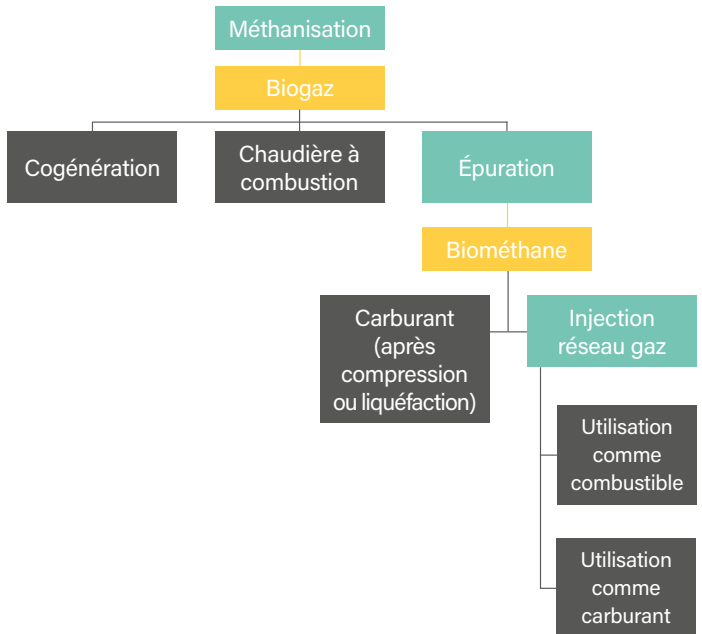 Méthanisation
Biogaz
Cogénération
Chaudière à
combustion
Épuration
Biométhane
Carburant
(après
compression
ou liquéfaction)
Injection
réseau gaz
Utilisation
comme
combustible
Utilisation
comme
carburant